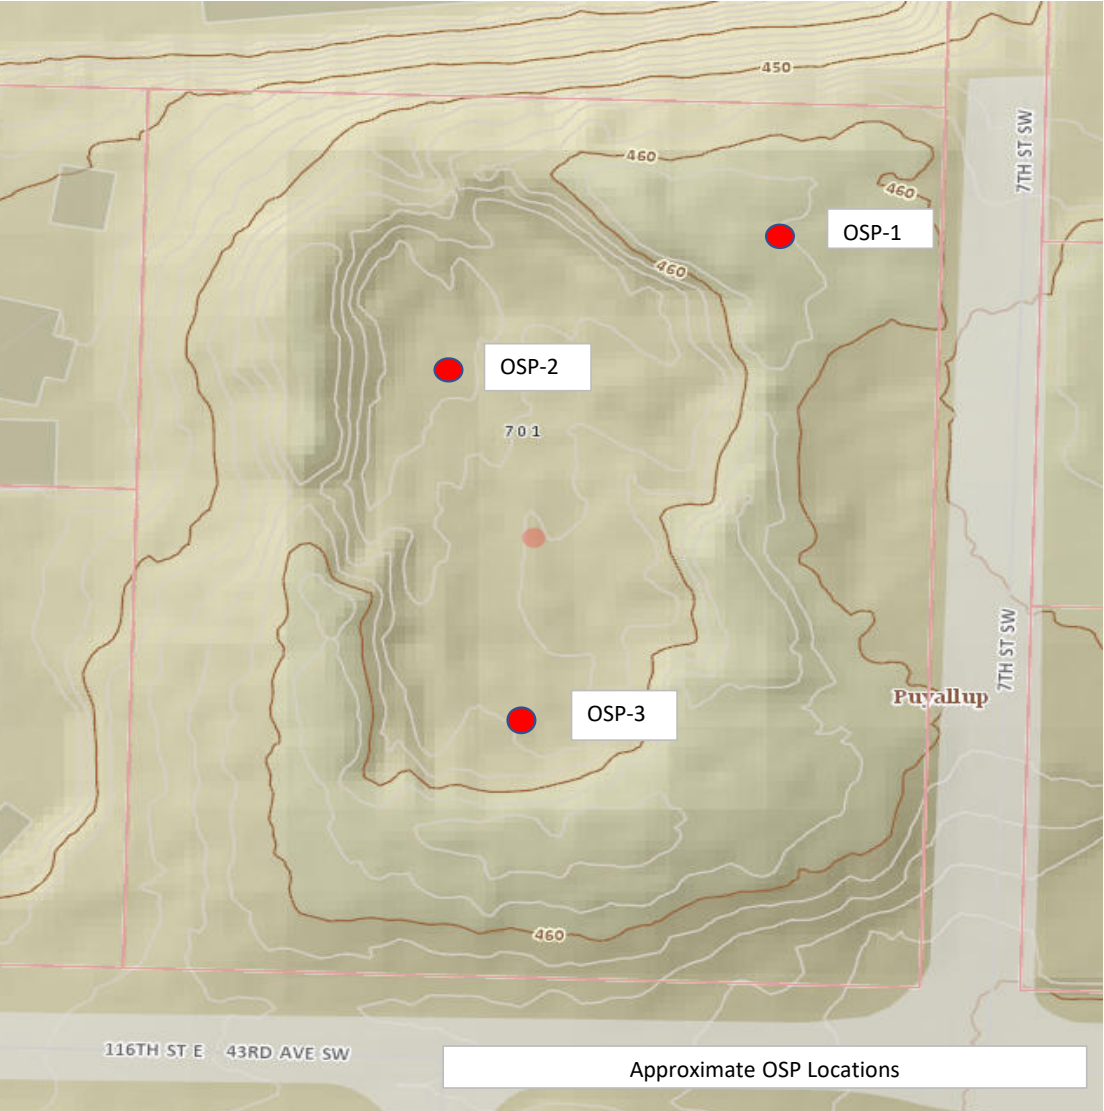 450
7TH ST SW
460
460
OSP-1
460
OSP-2
701
7TH ST SW
Puyallup
OSP-3
460
116TH ST E 43RD AVE SW
Approximate OSP Locations